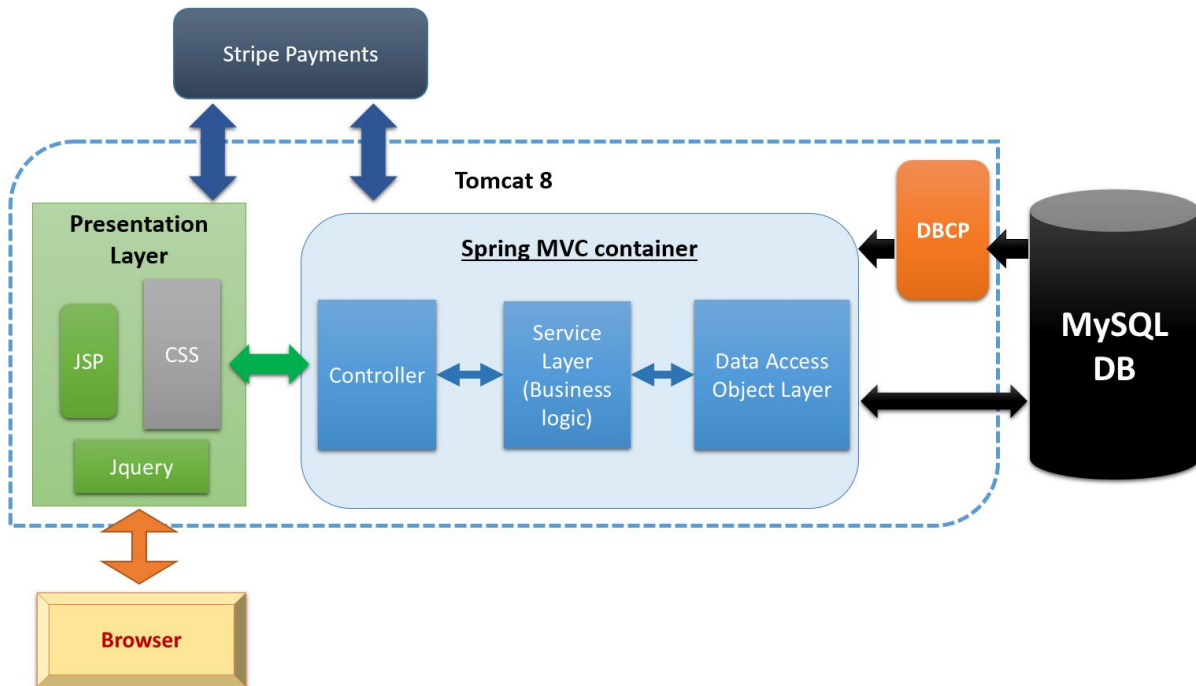 Stripe Payments
Tomcat 8
Presentation
Layer
JSP
CSS
Jquery
Spring MVC container
Controller
Service
Layer
(Business
logic)
Data Access
Object Layer
DBCP
MySQL
DB
Browser